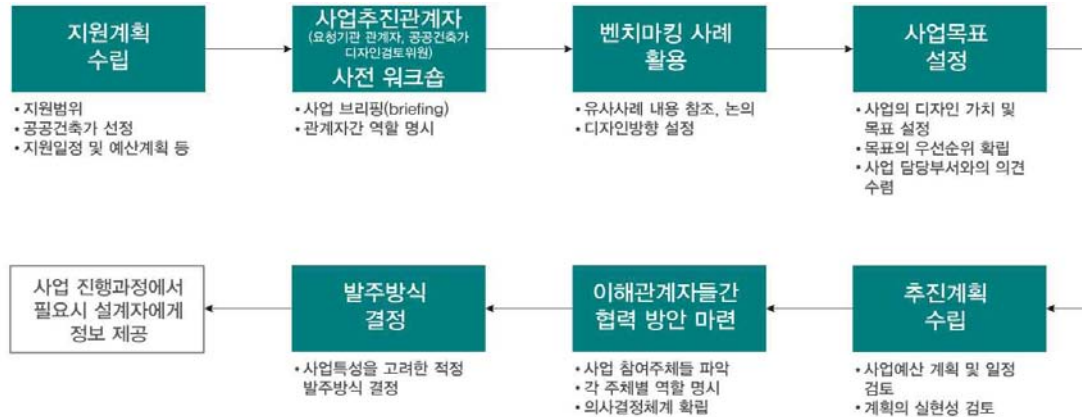 지원계획
수립
• 지원범위
• 공공건축가 선정
• 지원일정 및 예산계획 등
사업추진관계자
(요청기관 관계자, 공공건축가
디자인검토위원)
사전 워크숍
• 사업 브리핑(briefing)
• 관계자간 역할 명시
벤치마킹 사례
활용
• 유사사례 내용 참조, 논의
• 디자인방향 설정
사업목표
설정
• 사업의 디자인 가치 및
목표 설정
• 목표의 우선순위 확립
• 사업 담당부서와의 의견
수렴
추진계획
수립
• 사업예산 계획 및 일정
검토
• 계획의 실현성 검토
이해관계자들간
협력 방안 마련
• 사업 참여주체들 파악
• 각 주체별 역할 명시
• 의사결정체계 확립
발주방식
결정
• 사업특성을 고려한 적정
발주방식 결정
사업 진행과정에서
필요시 설계자에게
정보 제공